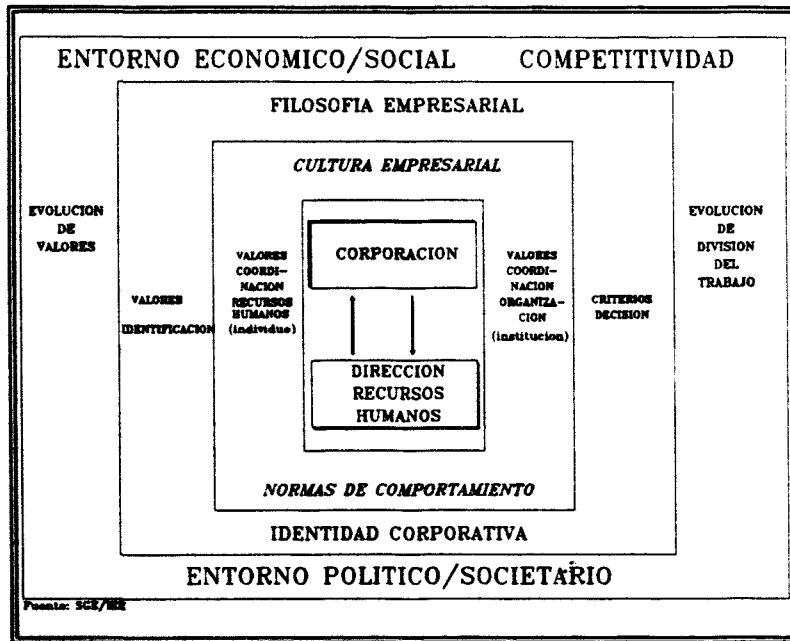 ENTORNO ECONOMICO/SOCIAL COMPETITIVIDAD
FILOSOFIA EMPRESARIAL
CULTURA EMPRESARIAL
EVOLUCION
DE
VALORES
VALORES
IDENTIFICACION
VALORES
COORDI-
NACION
RECURSOS
HUMANOS
(individuo)
CORPORACION
DIRECCION
RECURSOS
HUMANOS
VALORES
COORDI-
NACION
ORGANIZA-
CION
(institucion)
CRITERIOS
DECISION
EVOLUCION
DE
DIVISION
DEL
TRABAJO
NORMAS DE COMPORTAMIENTO
IDENTIDAD CORPORATIVA
ENTORNO POLITICO/SOCIETARIO
Fuente: